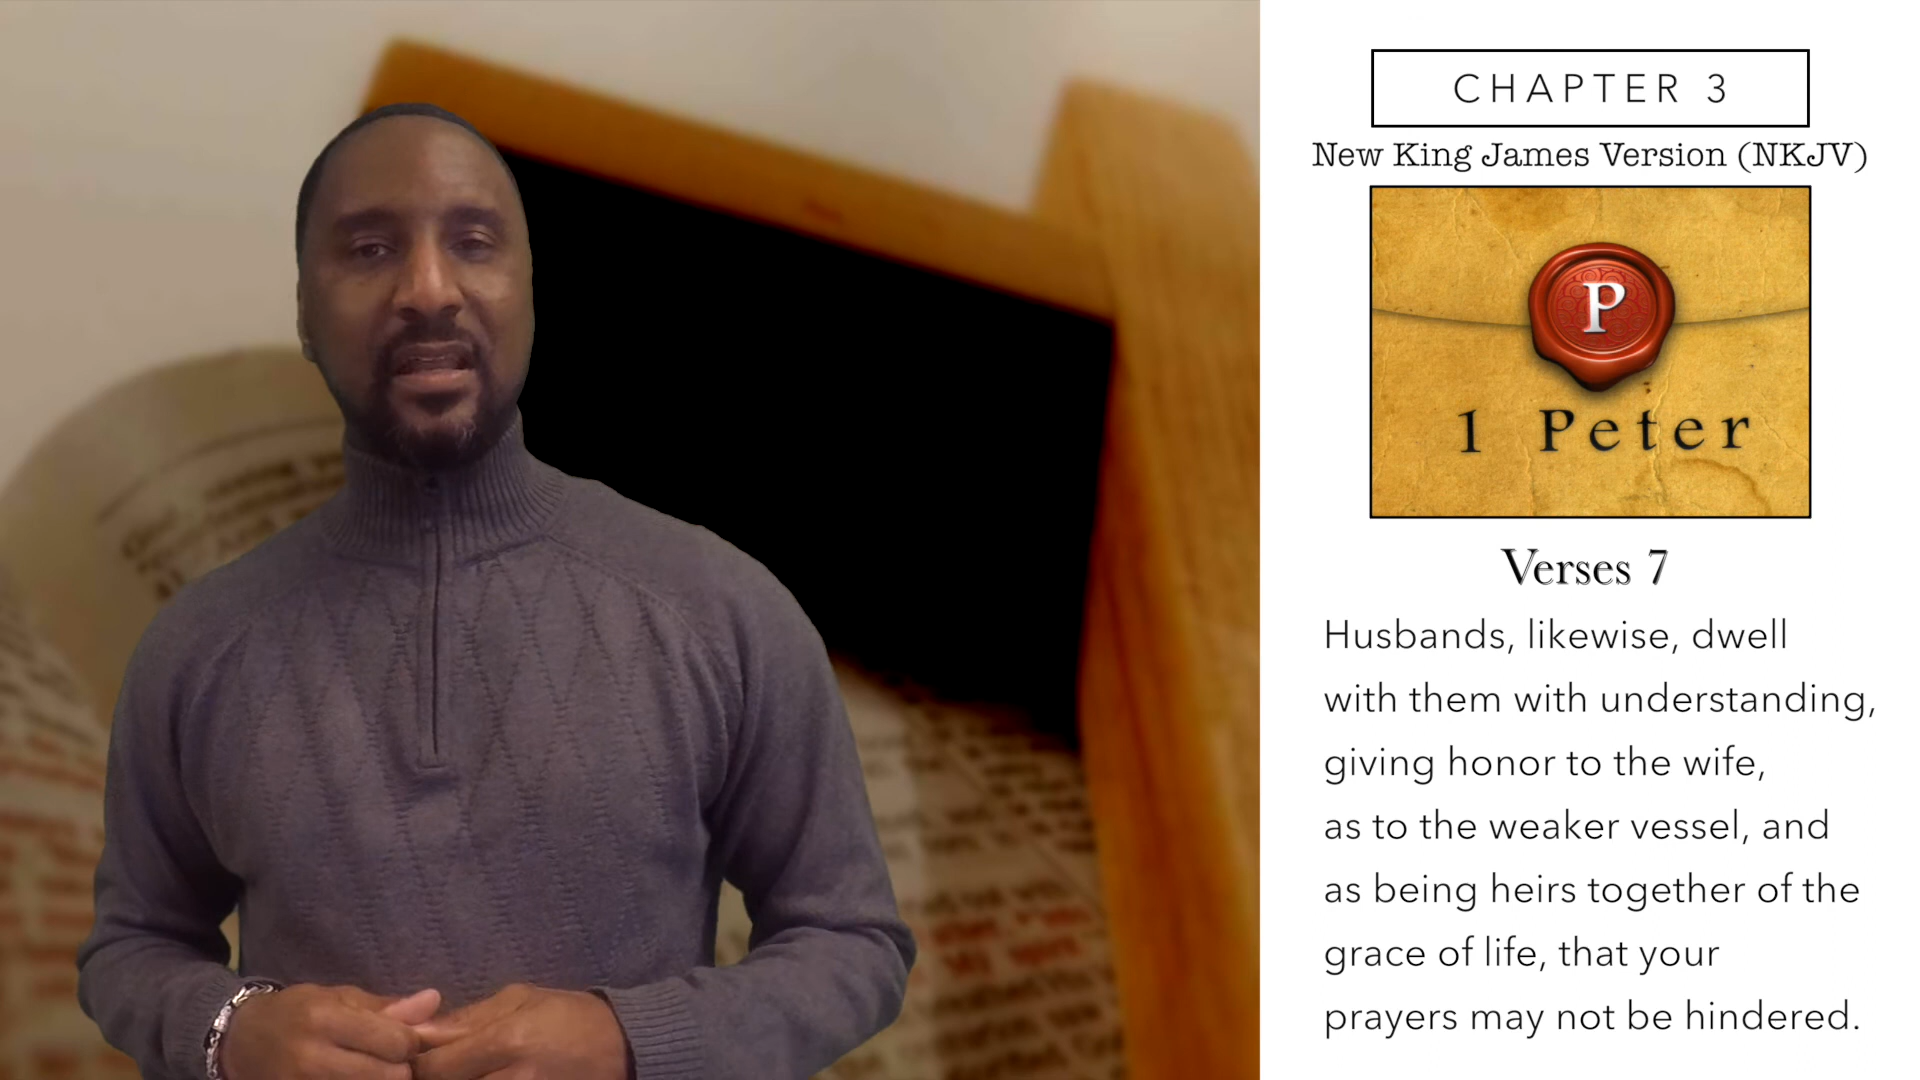 CHAPTER 3
New King James Version (NKJV)
P
1 Peter
Verses 7
Husbands, likewise, dwell
with them with understanding,
giving honor to the wife,
as to the weaker vessel, and
as being heirs together of the
grace of life, that your
prayers may not be hindered.